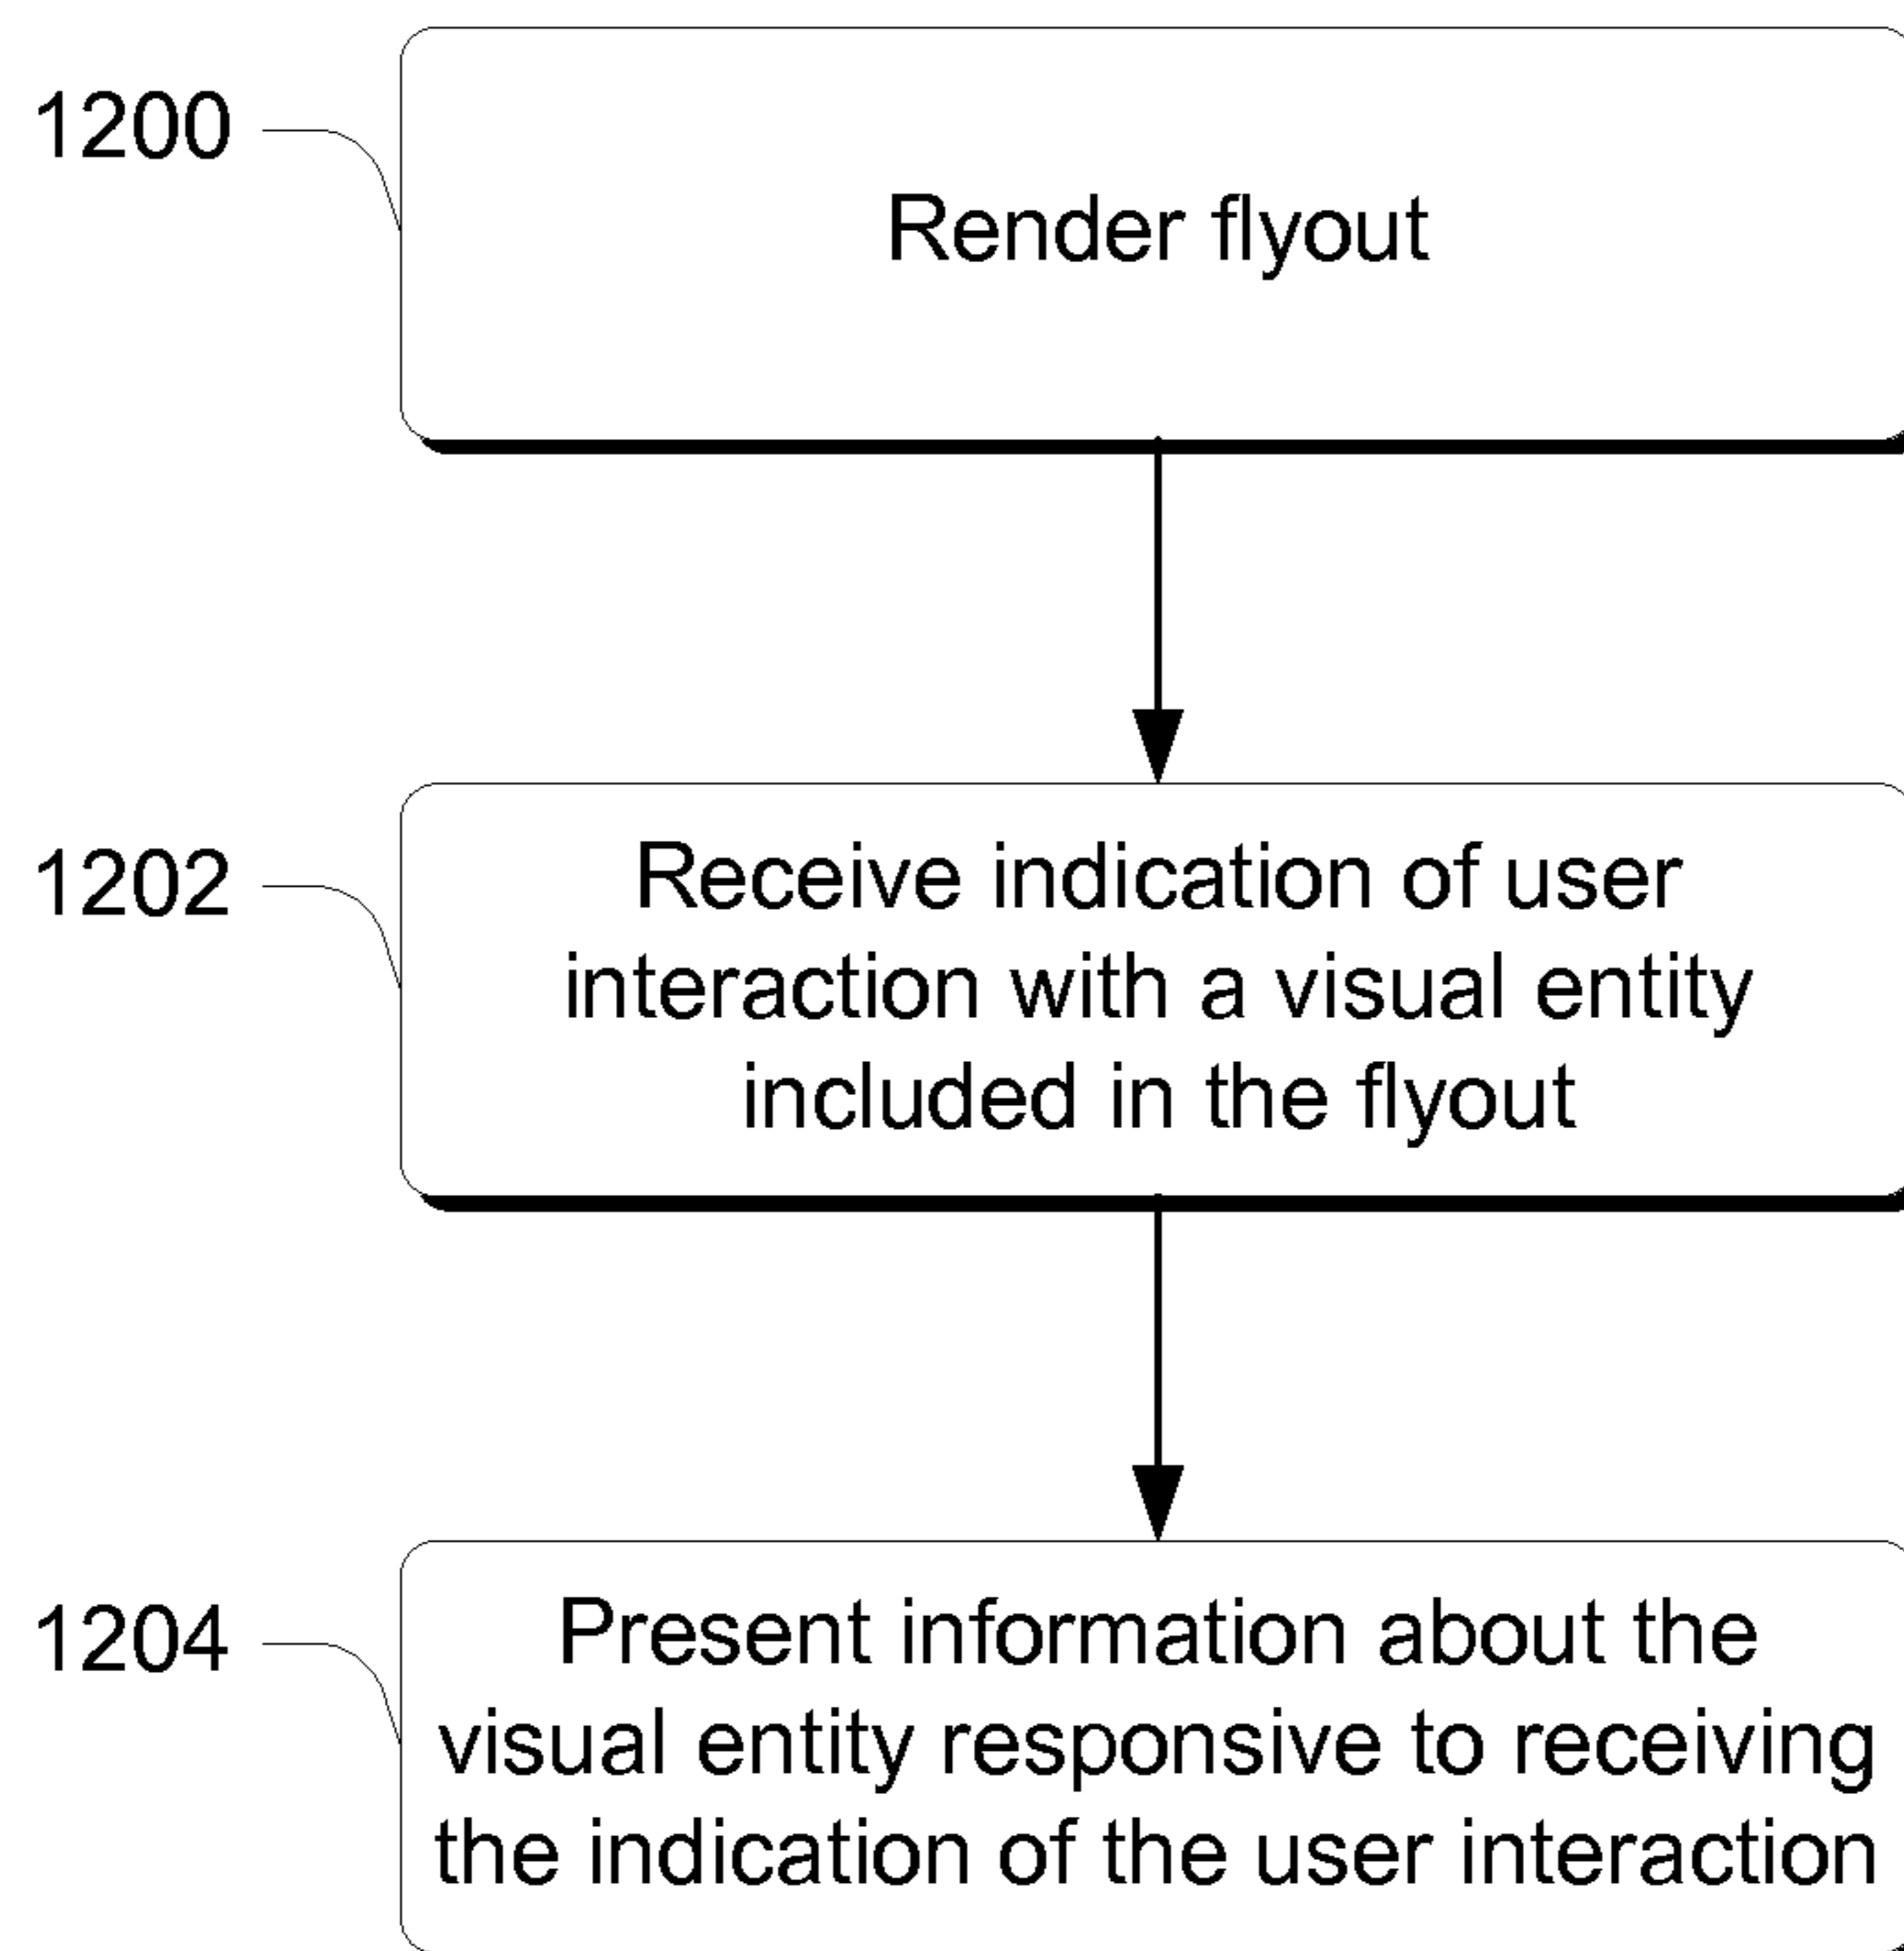 1200
Render flyout
1202
Receive indication of user
interaction with a visual entity
included in the flyout
1204
Present information about the
visual entity responsive to receiving
the indication of the user interaction